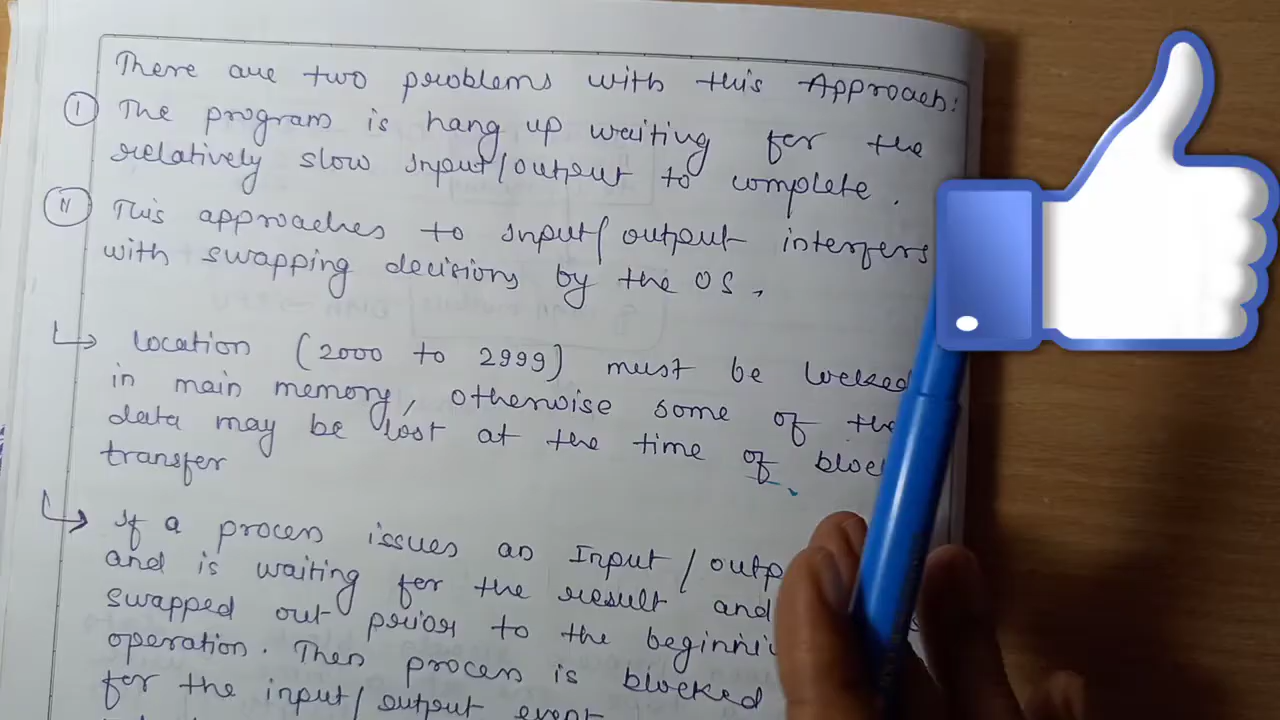 There are two problems with this Approach:
I The program is hang up waiting for the
relatively slow input/output to complete.
II This approaches to input/output interfers
with swapping decisions by the OS.
↳ location (2000 to 2999) must be locked
in main memory, otherwise some of the
data may be lost at the time of block
transfer
↳ If a process issues an Input/outp
and is waiting for the result and
swapped out prior to the beginni
operation. Then process is blocked
for the input/output event